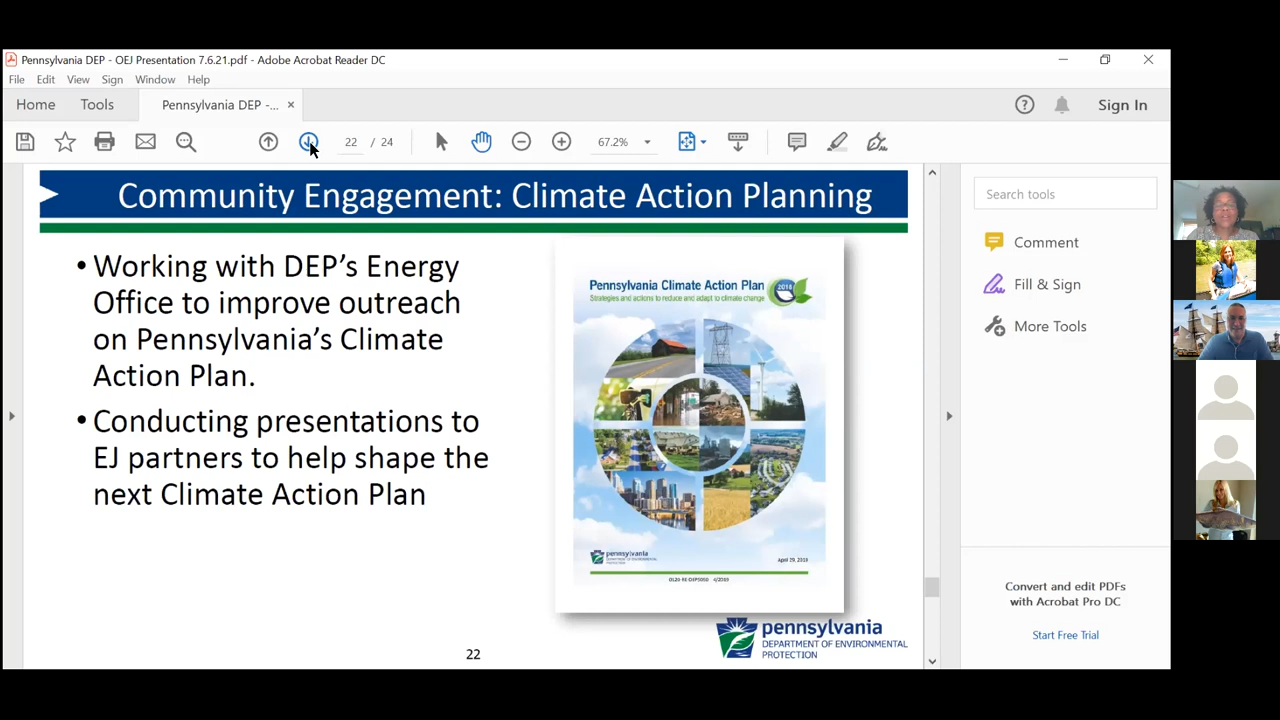 Pennsylvania DEP - OEJ Presentation 7.6.21.pdf - Adobe Acrobat Reader DC
File Edit View Sign Window Help
Home Tools Pennsylvania DEP -... × Sign In
22 / 24 67.2%
Community Engagement: Climate Action Planning
• Working with DEP’s Energy
Office to improve outreach
on Pennsylvania’s Climate
Action Plan.
• Conducting presentations to
EJ partners to help shape the
next Climate Action Plan
Pennsylvania Climate Action Plan
Strategies and actions to reduce and adapt to climate change
pennsylvania
DEPARTMENT OF ENVIRONMENTAL
PROTECTION
22
pennsylvania
DEPARTMENT OF ENVIRONMENTAL
PROTECTION
Search tools
Comment
Fill & Sign
More Tools
Convert and edit PDFs
with Acrobat Pro DC
Start Free Trial